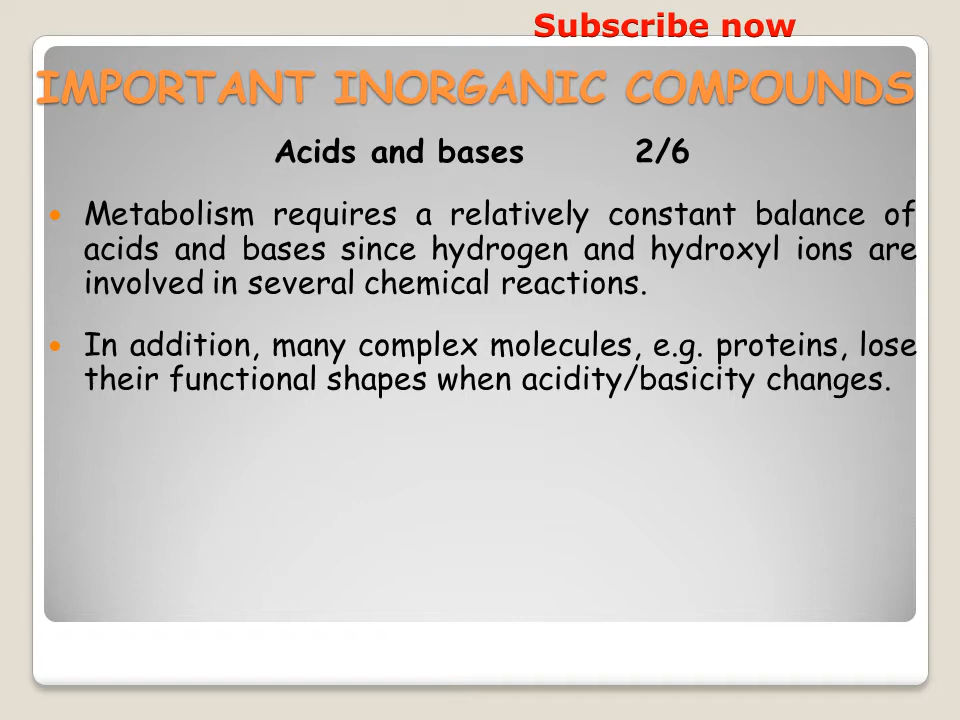 Subscribe now
IMPORTANT INORGANIC COMPOUNDS
Acids and bases 2/6
Metabolism requires a relatively constant balance of
acids and bases since hydrogen and hydroxyl ions are
involved in several chemical reactions.
In addition, many complex molecules, e.g. proteins, lose
their functional shapes when acidity/basicity changes.